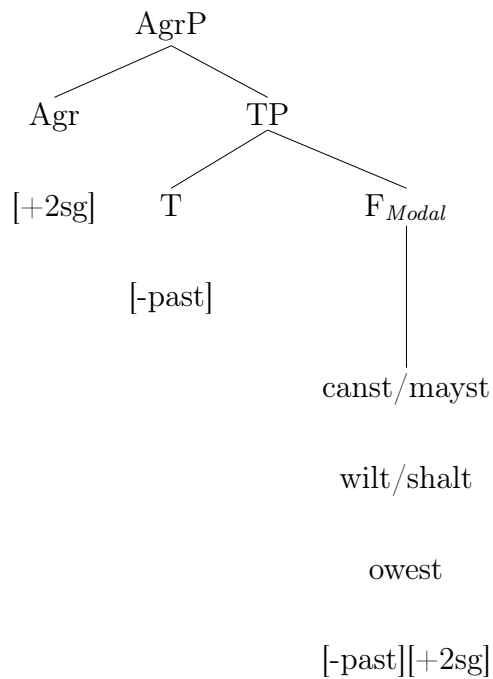 AgrP
Agr TP
[+2sg] T F_Modal
[-past]
canst/mayst
wilt/shalt
owest
[-past][+2sg]